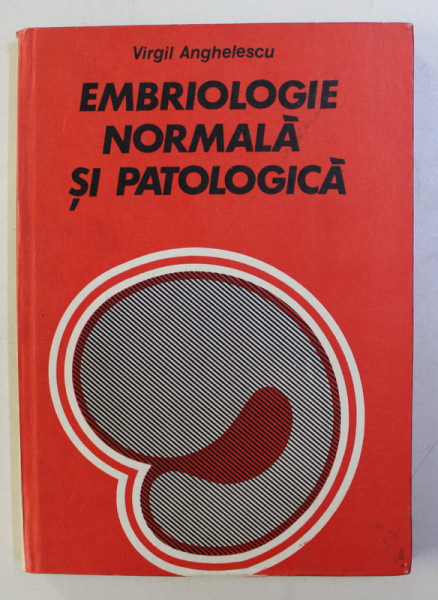 Virgil Anghelescu
EMBRIOLOGIE
NORMALĂ
ȘI PATOLOGICĂ